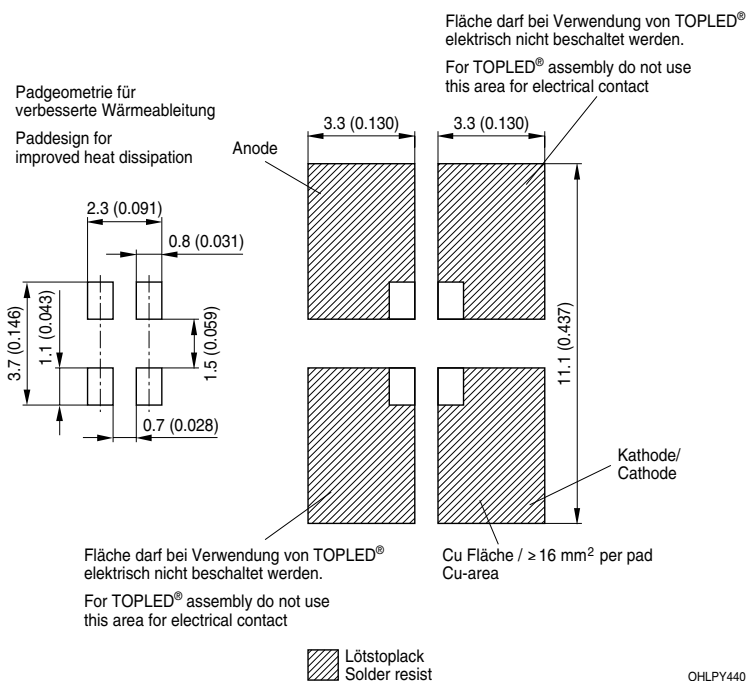 Fläche darf bei Verwendung von TOPLED®
elektrisch nicht beschaltet werden.
For TOPLED® assembly do not use
this area for electrical contact
Padgeometrie für
verbesserte Wärmeableitung
Paddesign for
improved heat dissipation
Anode
3.3 (0.130)
3.3 (0.130)
2.3 (0.091)
0.8 (0.031)
3.7 (0.146)
1.1 (0.043)
1.5 (0.059)
0.7 (0.028)
11.1 (0.437)
Kathode/
Cathode
Fläche darf bei Verwendung von TOPLED®
elektrisch nicht beschaltet werden.
For TOPLED® assembly do not use
this area for electrical contact
Cu Fläche / ≥ 16 mm² per pad
Cu-area
Lötstoplack
Solder resist
OHLPY440